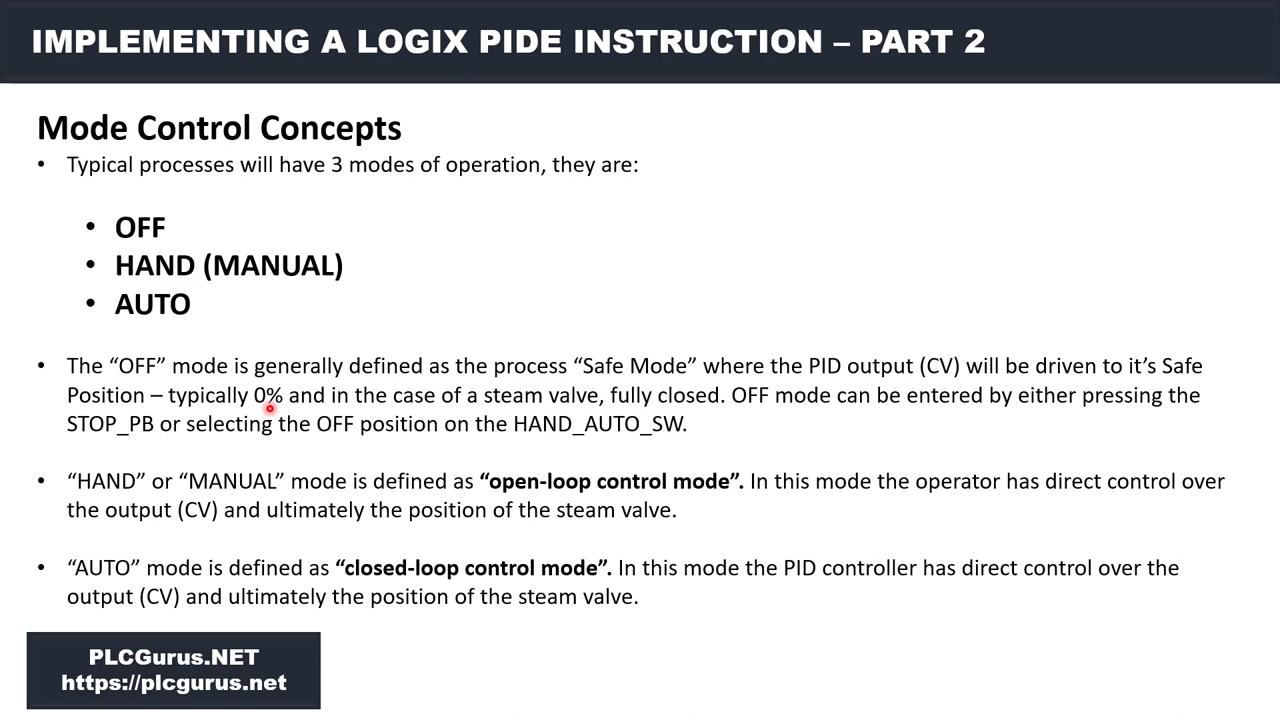 IMPLEMENTING A LOGIX PIDE INSTRUCTION – PART 2
Mode Control Concepts
• Typical processes will have 3 modes of operation, they are:
• OFF
• HAND (MANUAL)
• AUTO
• The “OFF” mode is generally defined as the process “Safe Mode” where the PID output (CV) will be driven to it’s Safe
Position – typically 0% and in the case of a steam valve, fully closed. OFF mode can be entered by either pressing the
STOP_PB or selecting the OFF position on the HAND_AUTO_SW.
• “HAND” or “MANUAL” mode is defined as “open-loop control mode”. In this mode the operator has direct control over
the output (CV) and ultimately the position of the steam valve.
• “AUTO” mode is defined as “closed-loop control mode”. In this mode the PID controller has direct control over the
output (CV) and ultimately the position of the steam valve.
PLCGurus.NET
https://plcgurus.net